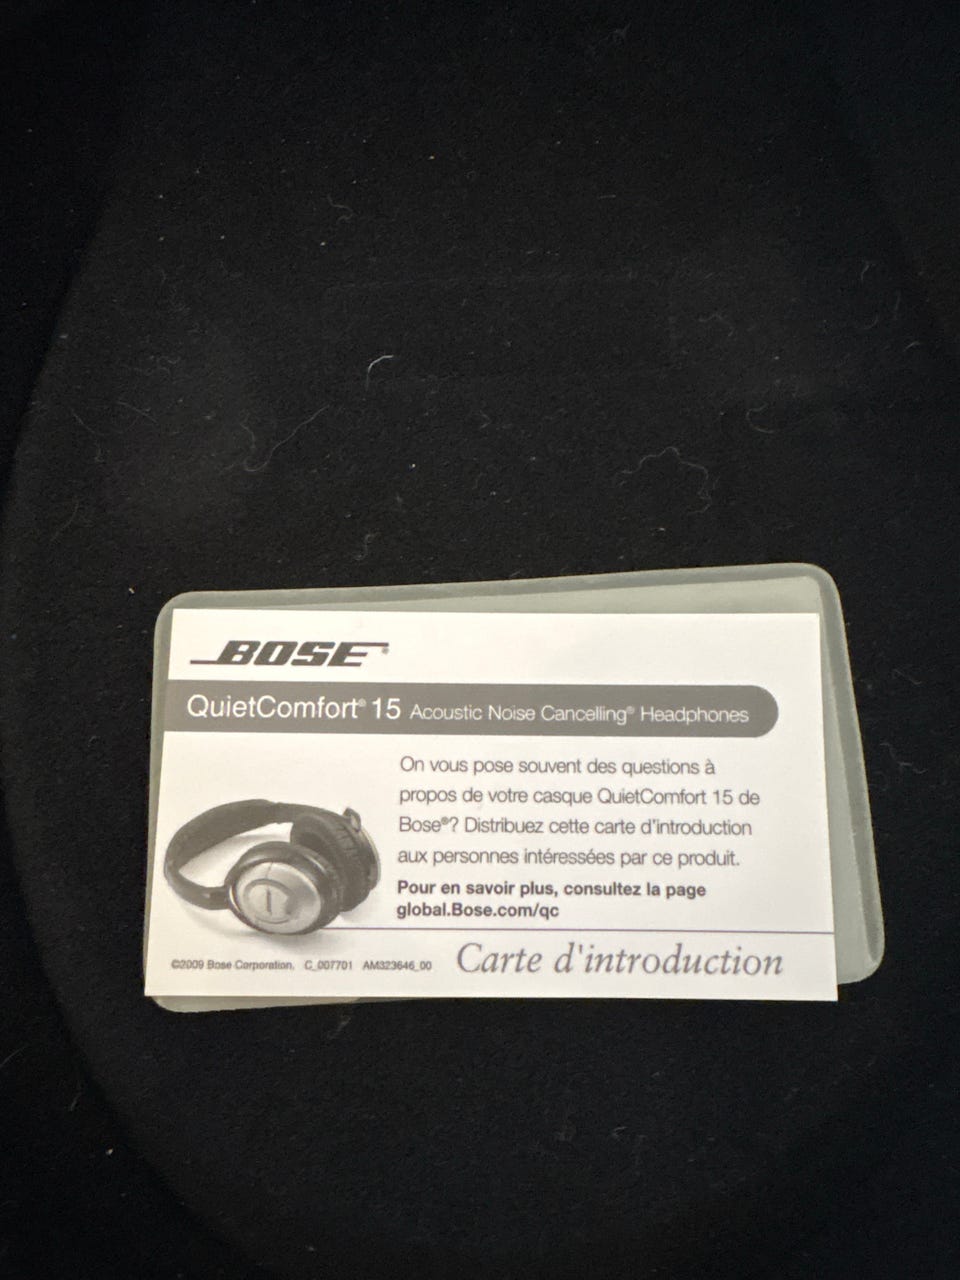 BOSE®
QuietComfort® 15 Acoustic Noise Cancelling® Headphones
On vous pose souvent des questions à
propos de votre casque QuietComfort 15 de
Bose®? Distribuez cette carte d'introduction
aux personnes intéressées par ce produit.
Pour en savoir plus, consultez la page
global.Bose.com/qc
©2009 Bose Corporation. C_007701 AM323646_00
Carte d'introduction